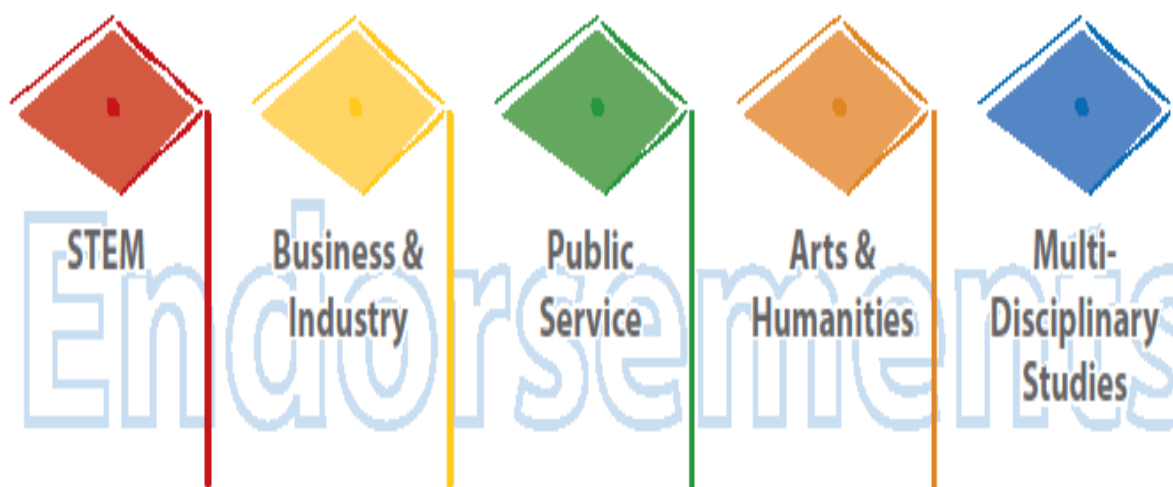 STEM
Business &
Industry
Public
Service
Arts &
Humanities
Multi-
Disciplinary
Studies
Endorsements